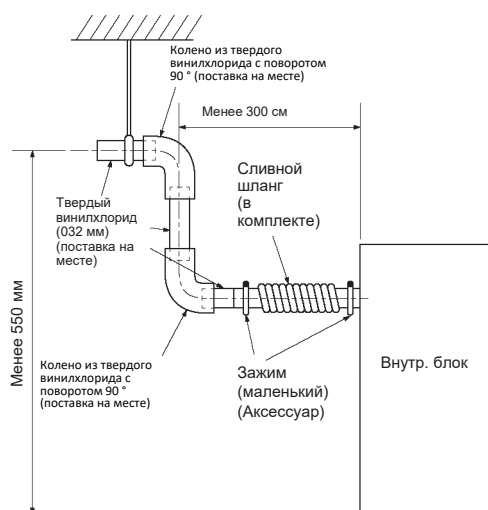 Колено из твердого
винилхлорида с поворотом
90 ° (поставка на месте)
Менее 300 см
Сливной
шланг
(в
комплекте)
Твердый
винилхлорид
(032 мм)
(поставка на
месте)
Менее 550 мм
Колено из твердого
винилхлорида с
поворотом 90 °
(поставка на месте)
Зажим
(маленький)
(Аксессуар)
Внутр. блок